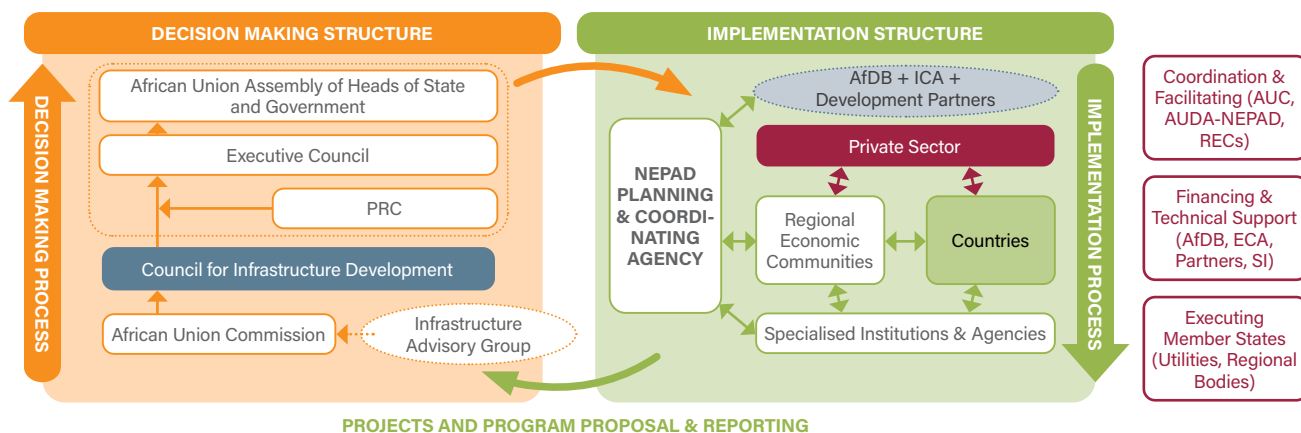 DECISION MAKING STRUCTURE
DECISION MAKING PROCESS
African Union Assembly of Heads of State
and Government
Executive Council
PRC
Council for Infrastructure Development
African Union Commission
Infrastructure
Advisory Group
IMPLEMENTATION STRUCTURE
AfDB + ICA +
Development Partners
Private Sector
NEPAD
PLANNING
& COORDI-
NATING
AGENCY
Regional
Economic
Communities
Countries
Specialised Institutions & Agencies
IMPLEMENTATION PROCESS
Coordination &
Facilitating (AUC,
AUDA-NEPAD,
RECs)
Financing &
Technical Support
(AfDB, ECA,
Partners, SI)
Executing
Member States
(Utilities, Regional
Bodies)
PROJECTS AND PROGRAM PROPOSAL & REPORTING